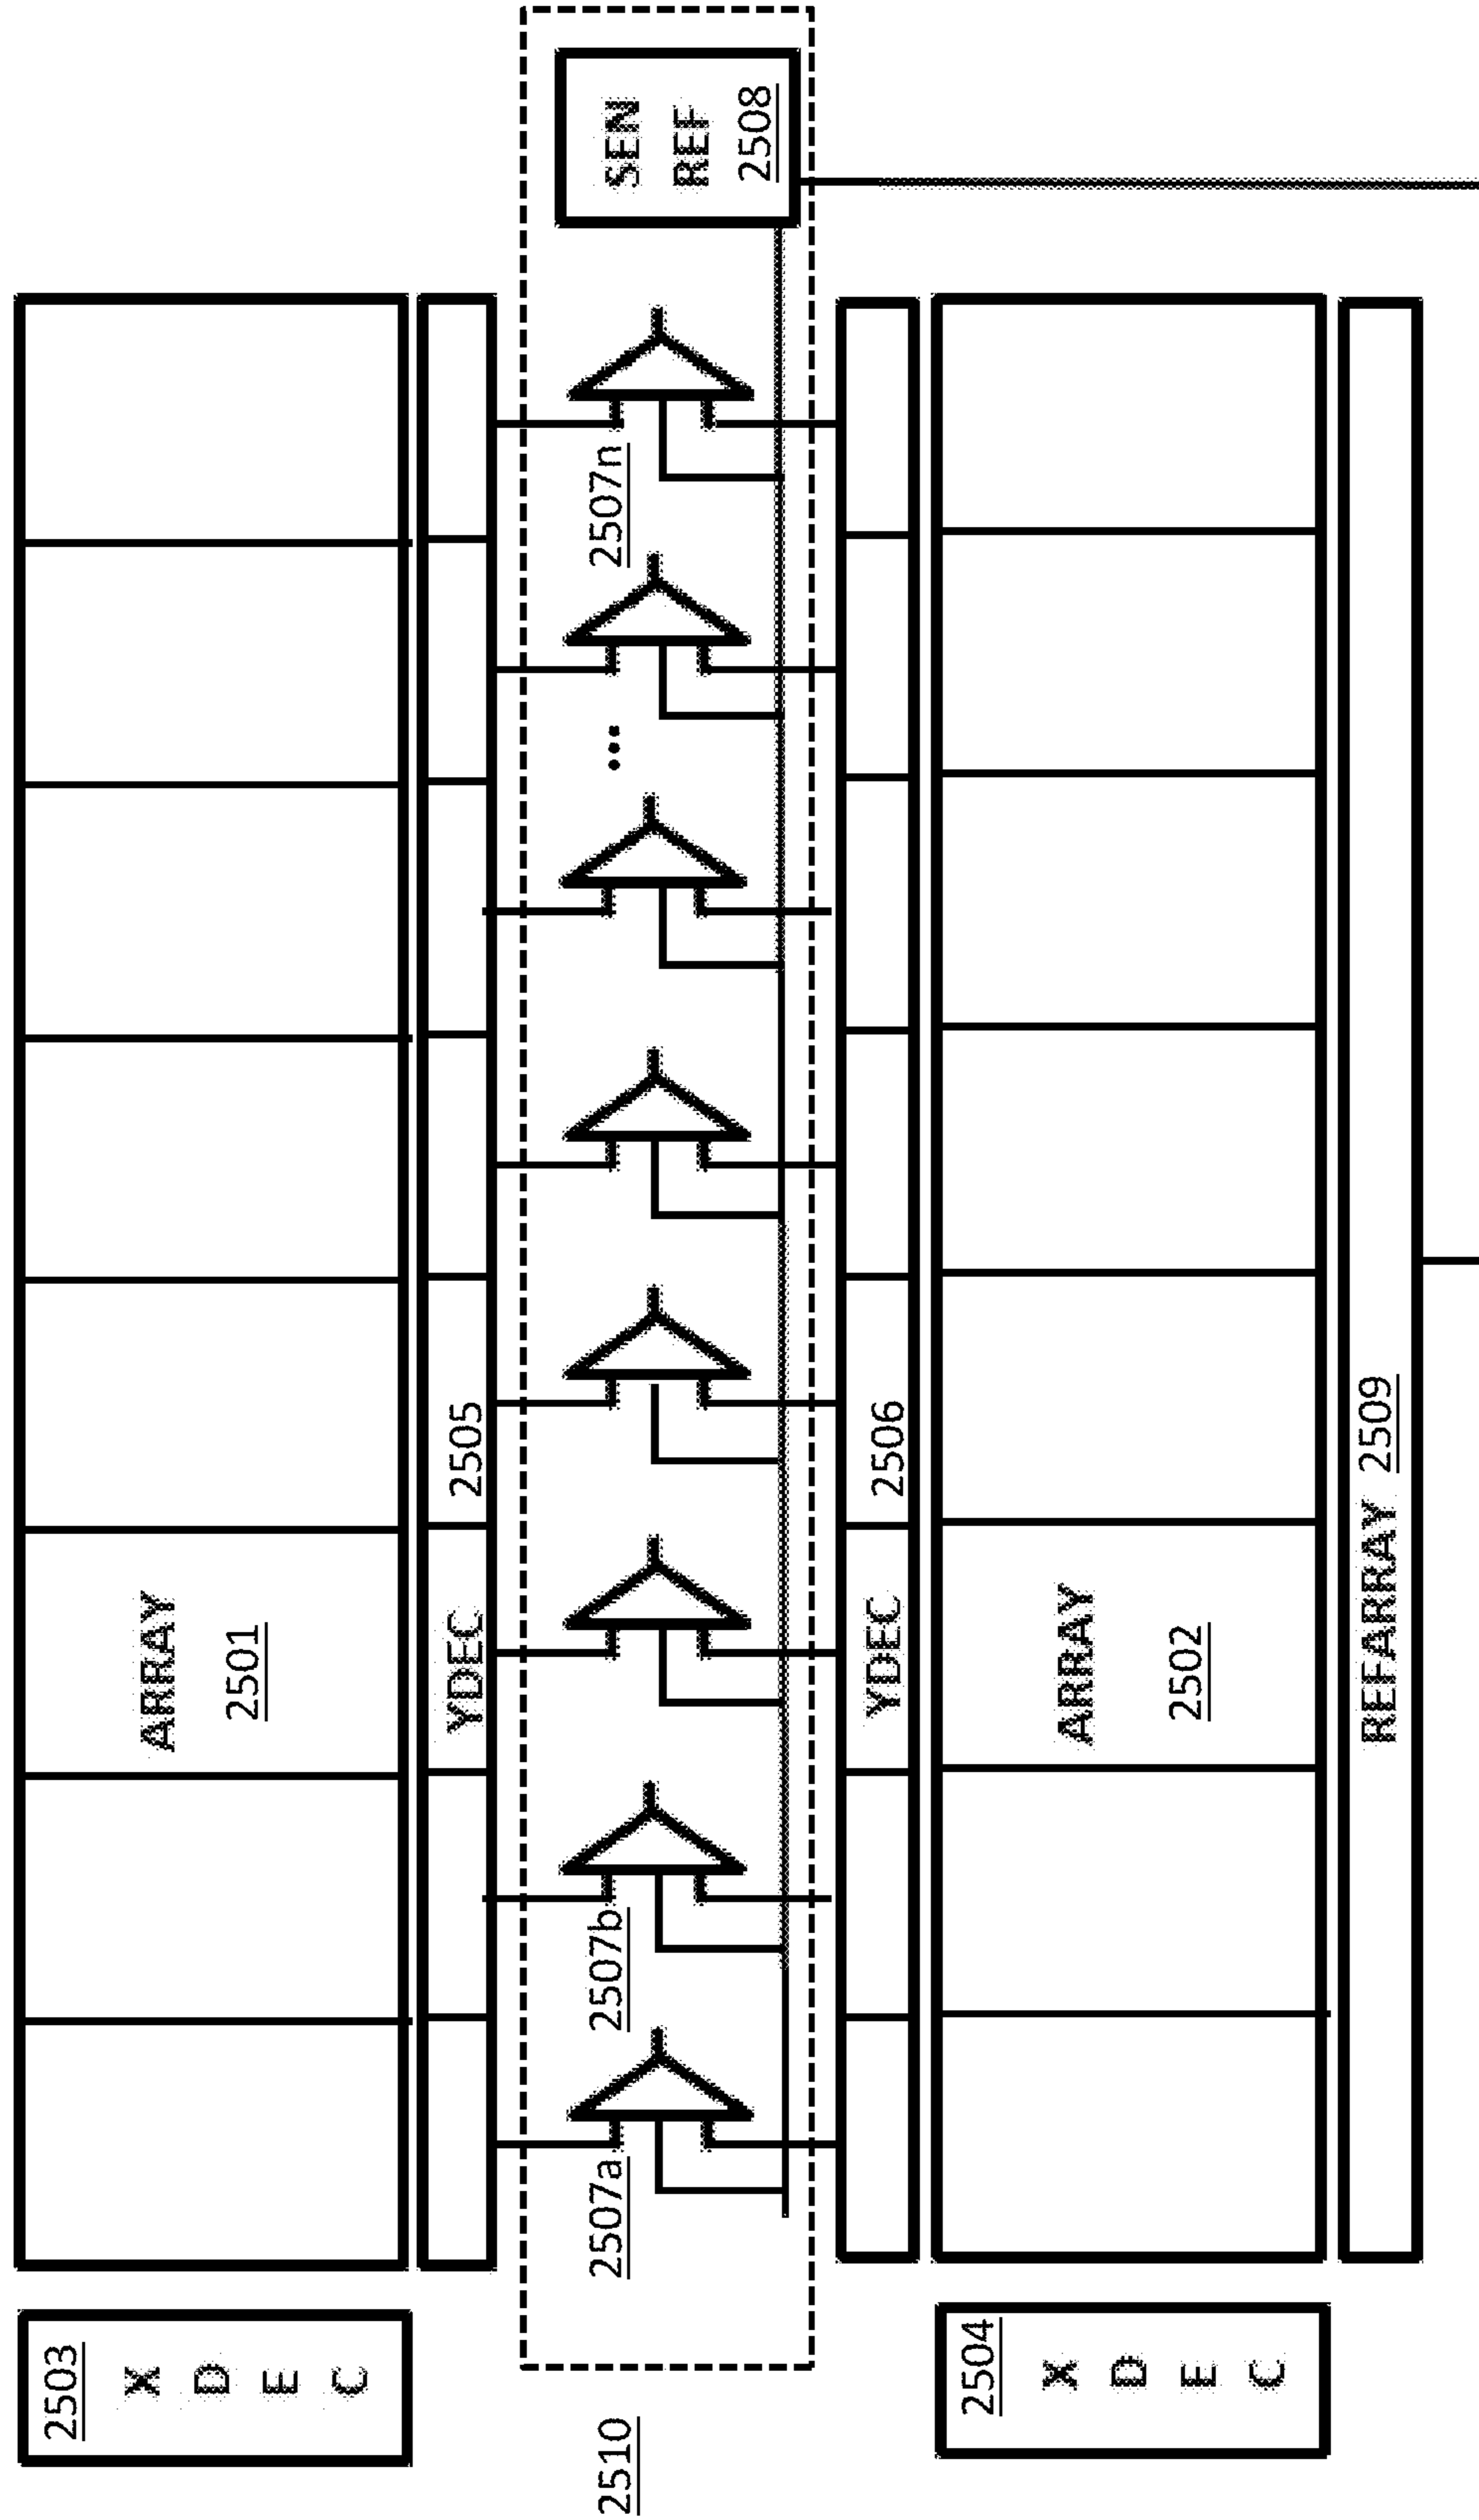 2503
X
D
E
C
ARRAY
2501
YDEC 2505
2510
2507a
2507b
...
2507n
SEN
REF
2508
YDEC 2506
2504
X
D
E
C
ARRAY
2502
REFARRAY 2509